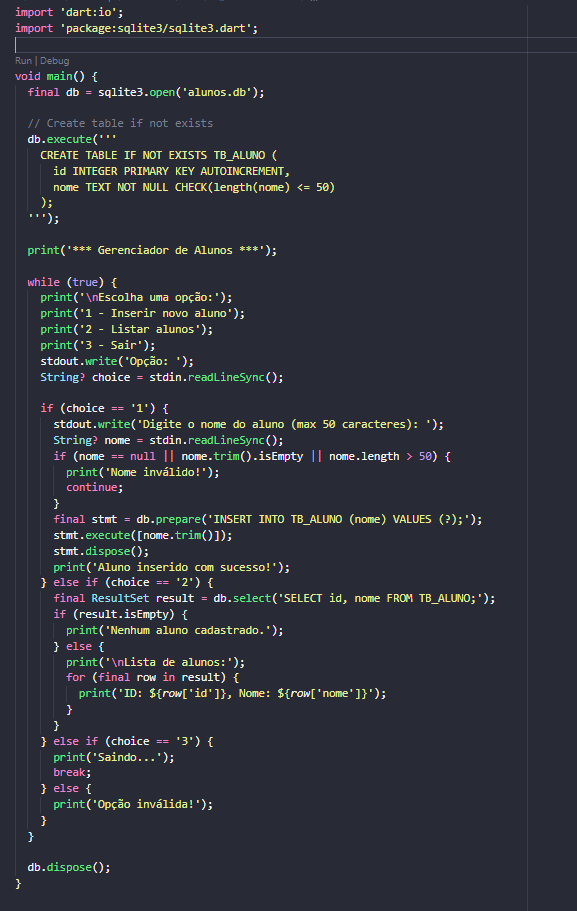 import 'dart:io';
import 'package:sqlite3/sqlite3.dart';
Run | Debug
void main() {
  final db = sqlite3.open('alunos.db');

  // Create table if not exists
  db.execute('''
    CREATE TABLE IF NOT EXISTS TB_ALUNO (
      id INTEGER PRIMARY KEY AUTOINCREMENT,
      nome TEXT NOT NULL CHECK(length(nome) <= 50)
    );
  ''');

  print('*** Gerenciador de Alunos ***');

  while (true) {
    print('\nEscolha uma opção:');
    print('1 - Inserir novo aluno');
    print('2 - Listar alunos');
    print('3 - Sair');
    stdout.write('Opção: ');
    String? choice = stdin.readLineSync();

    if (choice == '1') {
      stdout.write('Digite o nome do aluno (max 50 caracteres): ');
      String? nome = stdin.readLineSync();
      if (nome == null || nome.trim().isEmpty || nome.length > 50) {
        print('Nome inválido!');
        continue;
      }
      final stmt = db.prepare('INSERT INTO TB_ALUNO (nome) VALUES (?);');
      stmt.execute([nome.trim()]);
      stmt.dispose();
      print('Aluno inserido com sucesso!');
    } else if (choice == '2') {
      final ResultSet result = db.select('SELECT id, nome FROM TB_ALUNO;');
      if (result.isEmpty) {
        print('Nenhum aluno cadastrado.');
      } else {
        print('\nLista de alunos:');
        for (final row in result) {
          print('ID: ${row['id']}, Nome: ${row['nome']}');
        }
      }
    } else if (choice == '3') {
      print('Saindo...');
      break;
    } else {
      print('Opção inválida!');
    }
  }

  db.dispose();
}